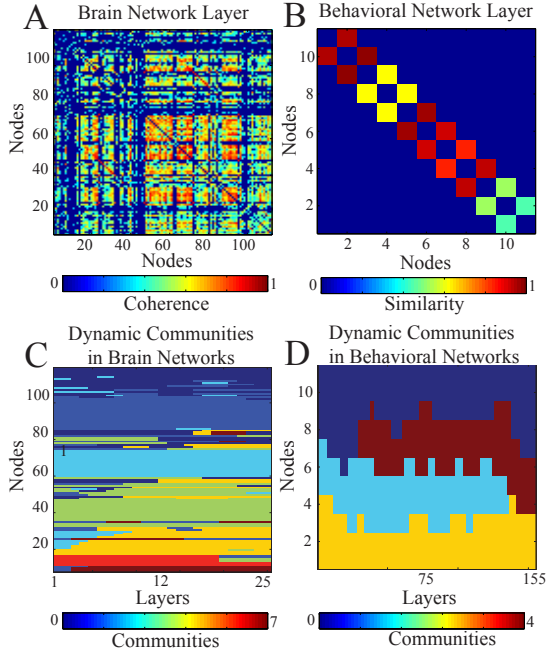 A
Brain Network Layer
Nodes
100
80
60
40
20
20 40 60 80 100
Nodes
0 1
Coherence
B
Behavioral Network Layer
Nodes
10
8
6
4
2
2 4 6 8 10
Nodes
0 1
Similarity
C
Dynamic Communities
in Brain Networks
Nodes
100
80
60
40
20
1
1 12 25
Layers
0 7
Communities
D
Dynamic Communities
in Behavioral Networks
Nodes
10
8
6
4
2
75 155
Layers
0 4
Communities